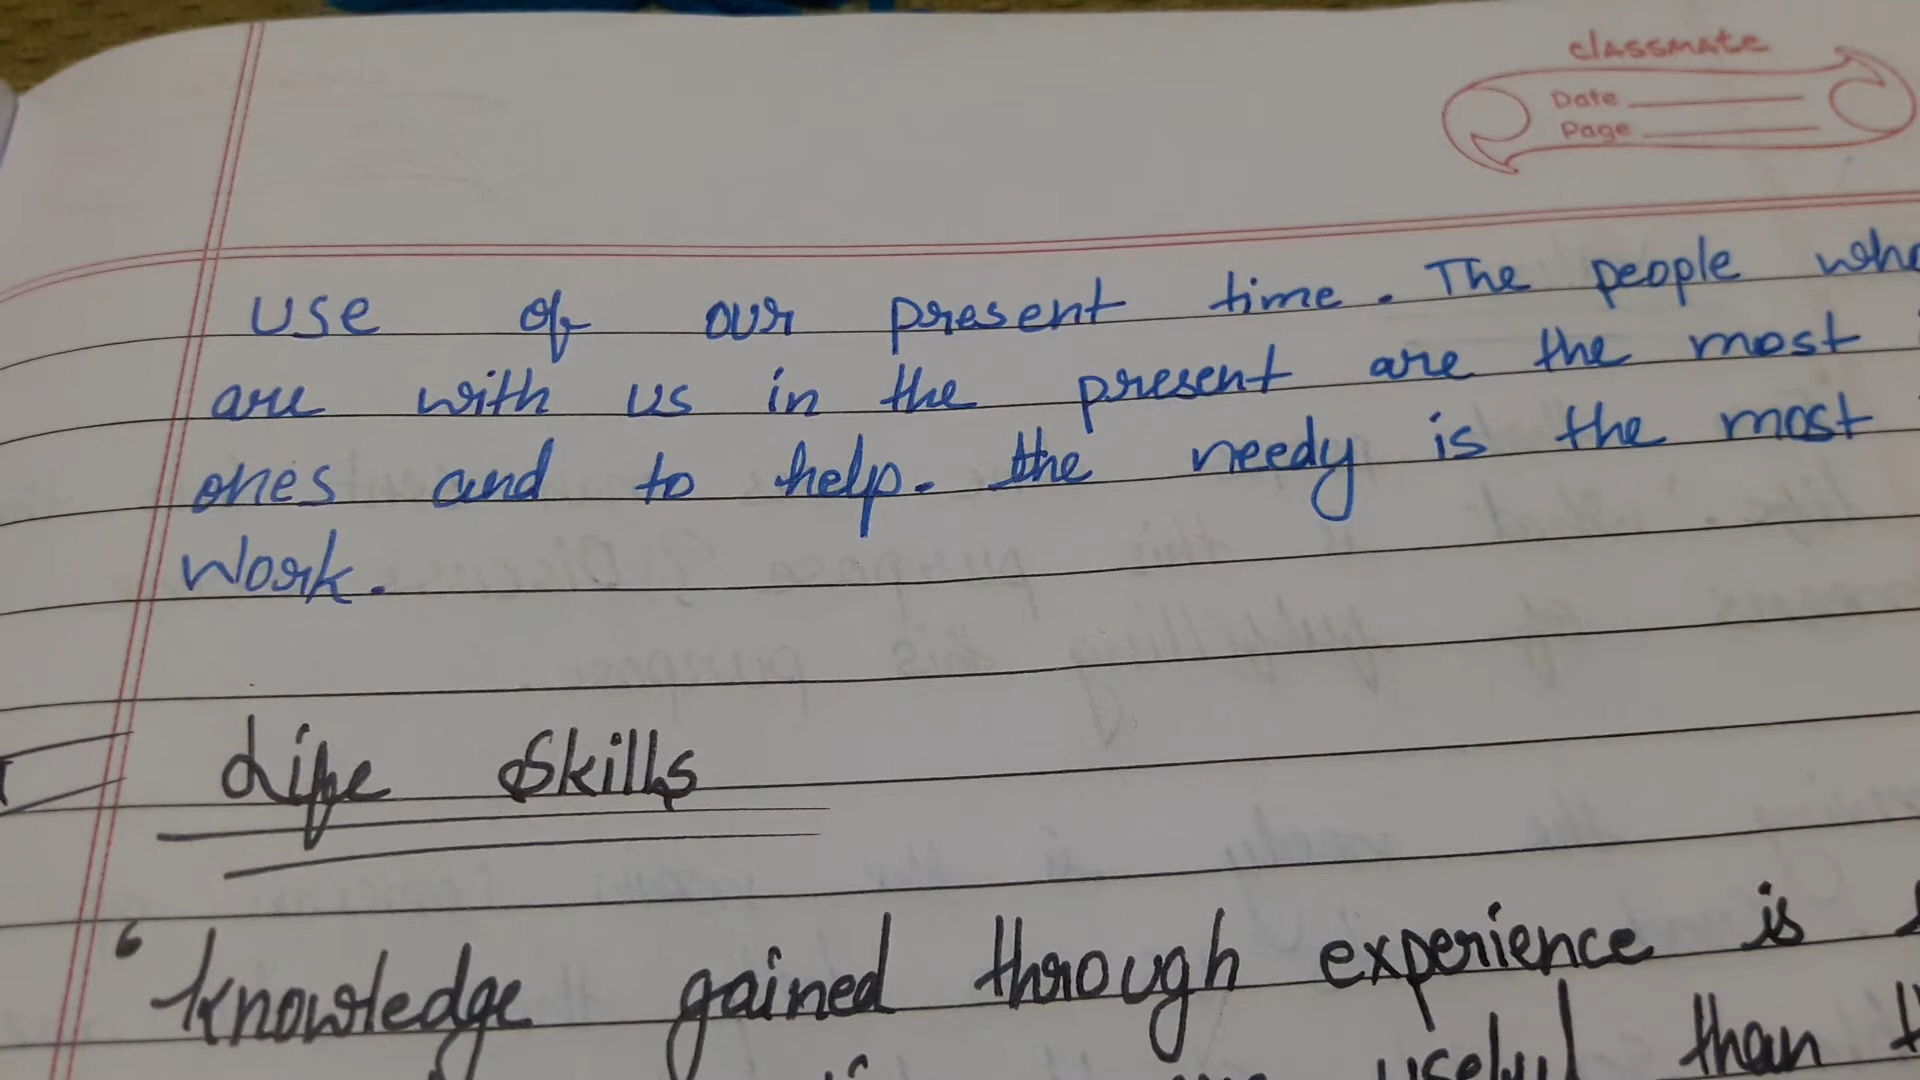 classmate
Date
Page
use of our present time. The people who
are with us in the present are the most
ones and to help. the needy is the most
work.
Life Skills
" knowledge gained through experience is
useful than